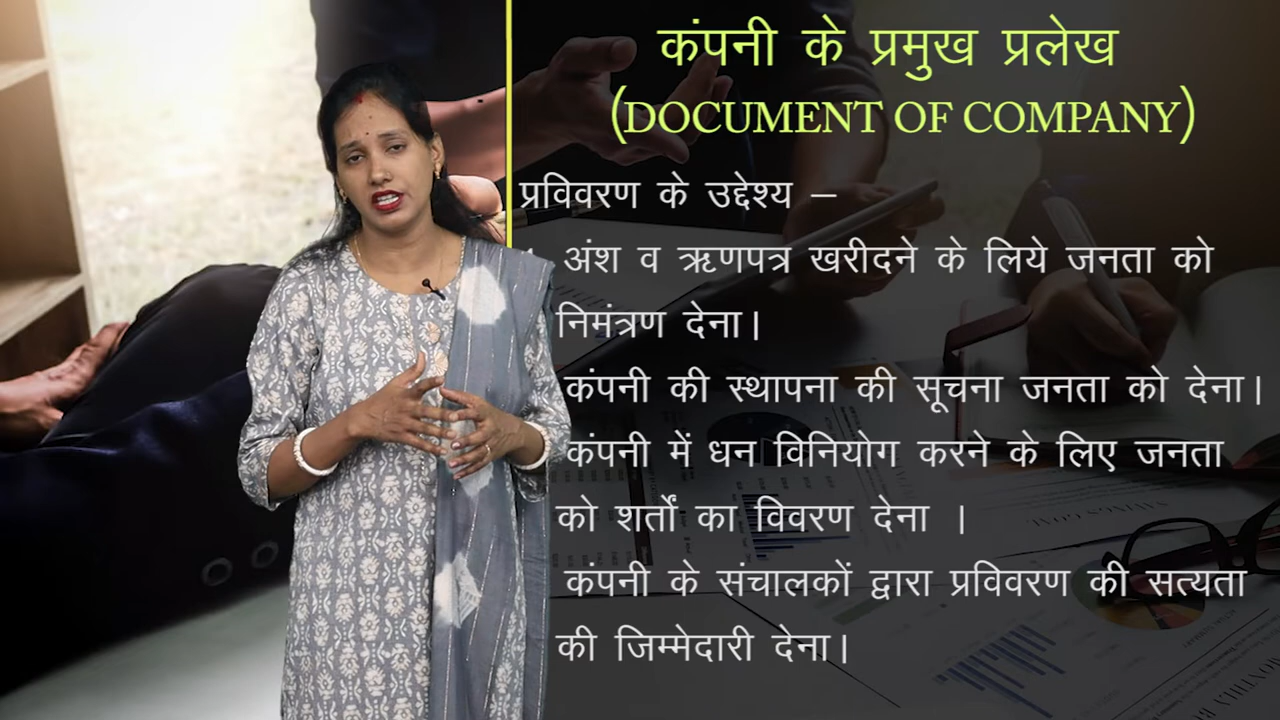 कंपनी के प्रमुख प्रलेख
(DOCUMENT OF COMPANY)
प्रविवरण के उद्देश्य –
अंश व ऋणपत्र खरीदने के लिये जनता को
निमंत्रण देना।
कंपनी की स्थापना की सूचना जनता को देना।
कंपनी में धन विनियोग करने के लिए जनता
को शर्तों का विवरण देना ।
कंपनी के संचालकों द्वारा प्रविवरण की सत्यता
की जिम्मेदारी देना।